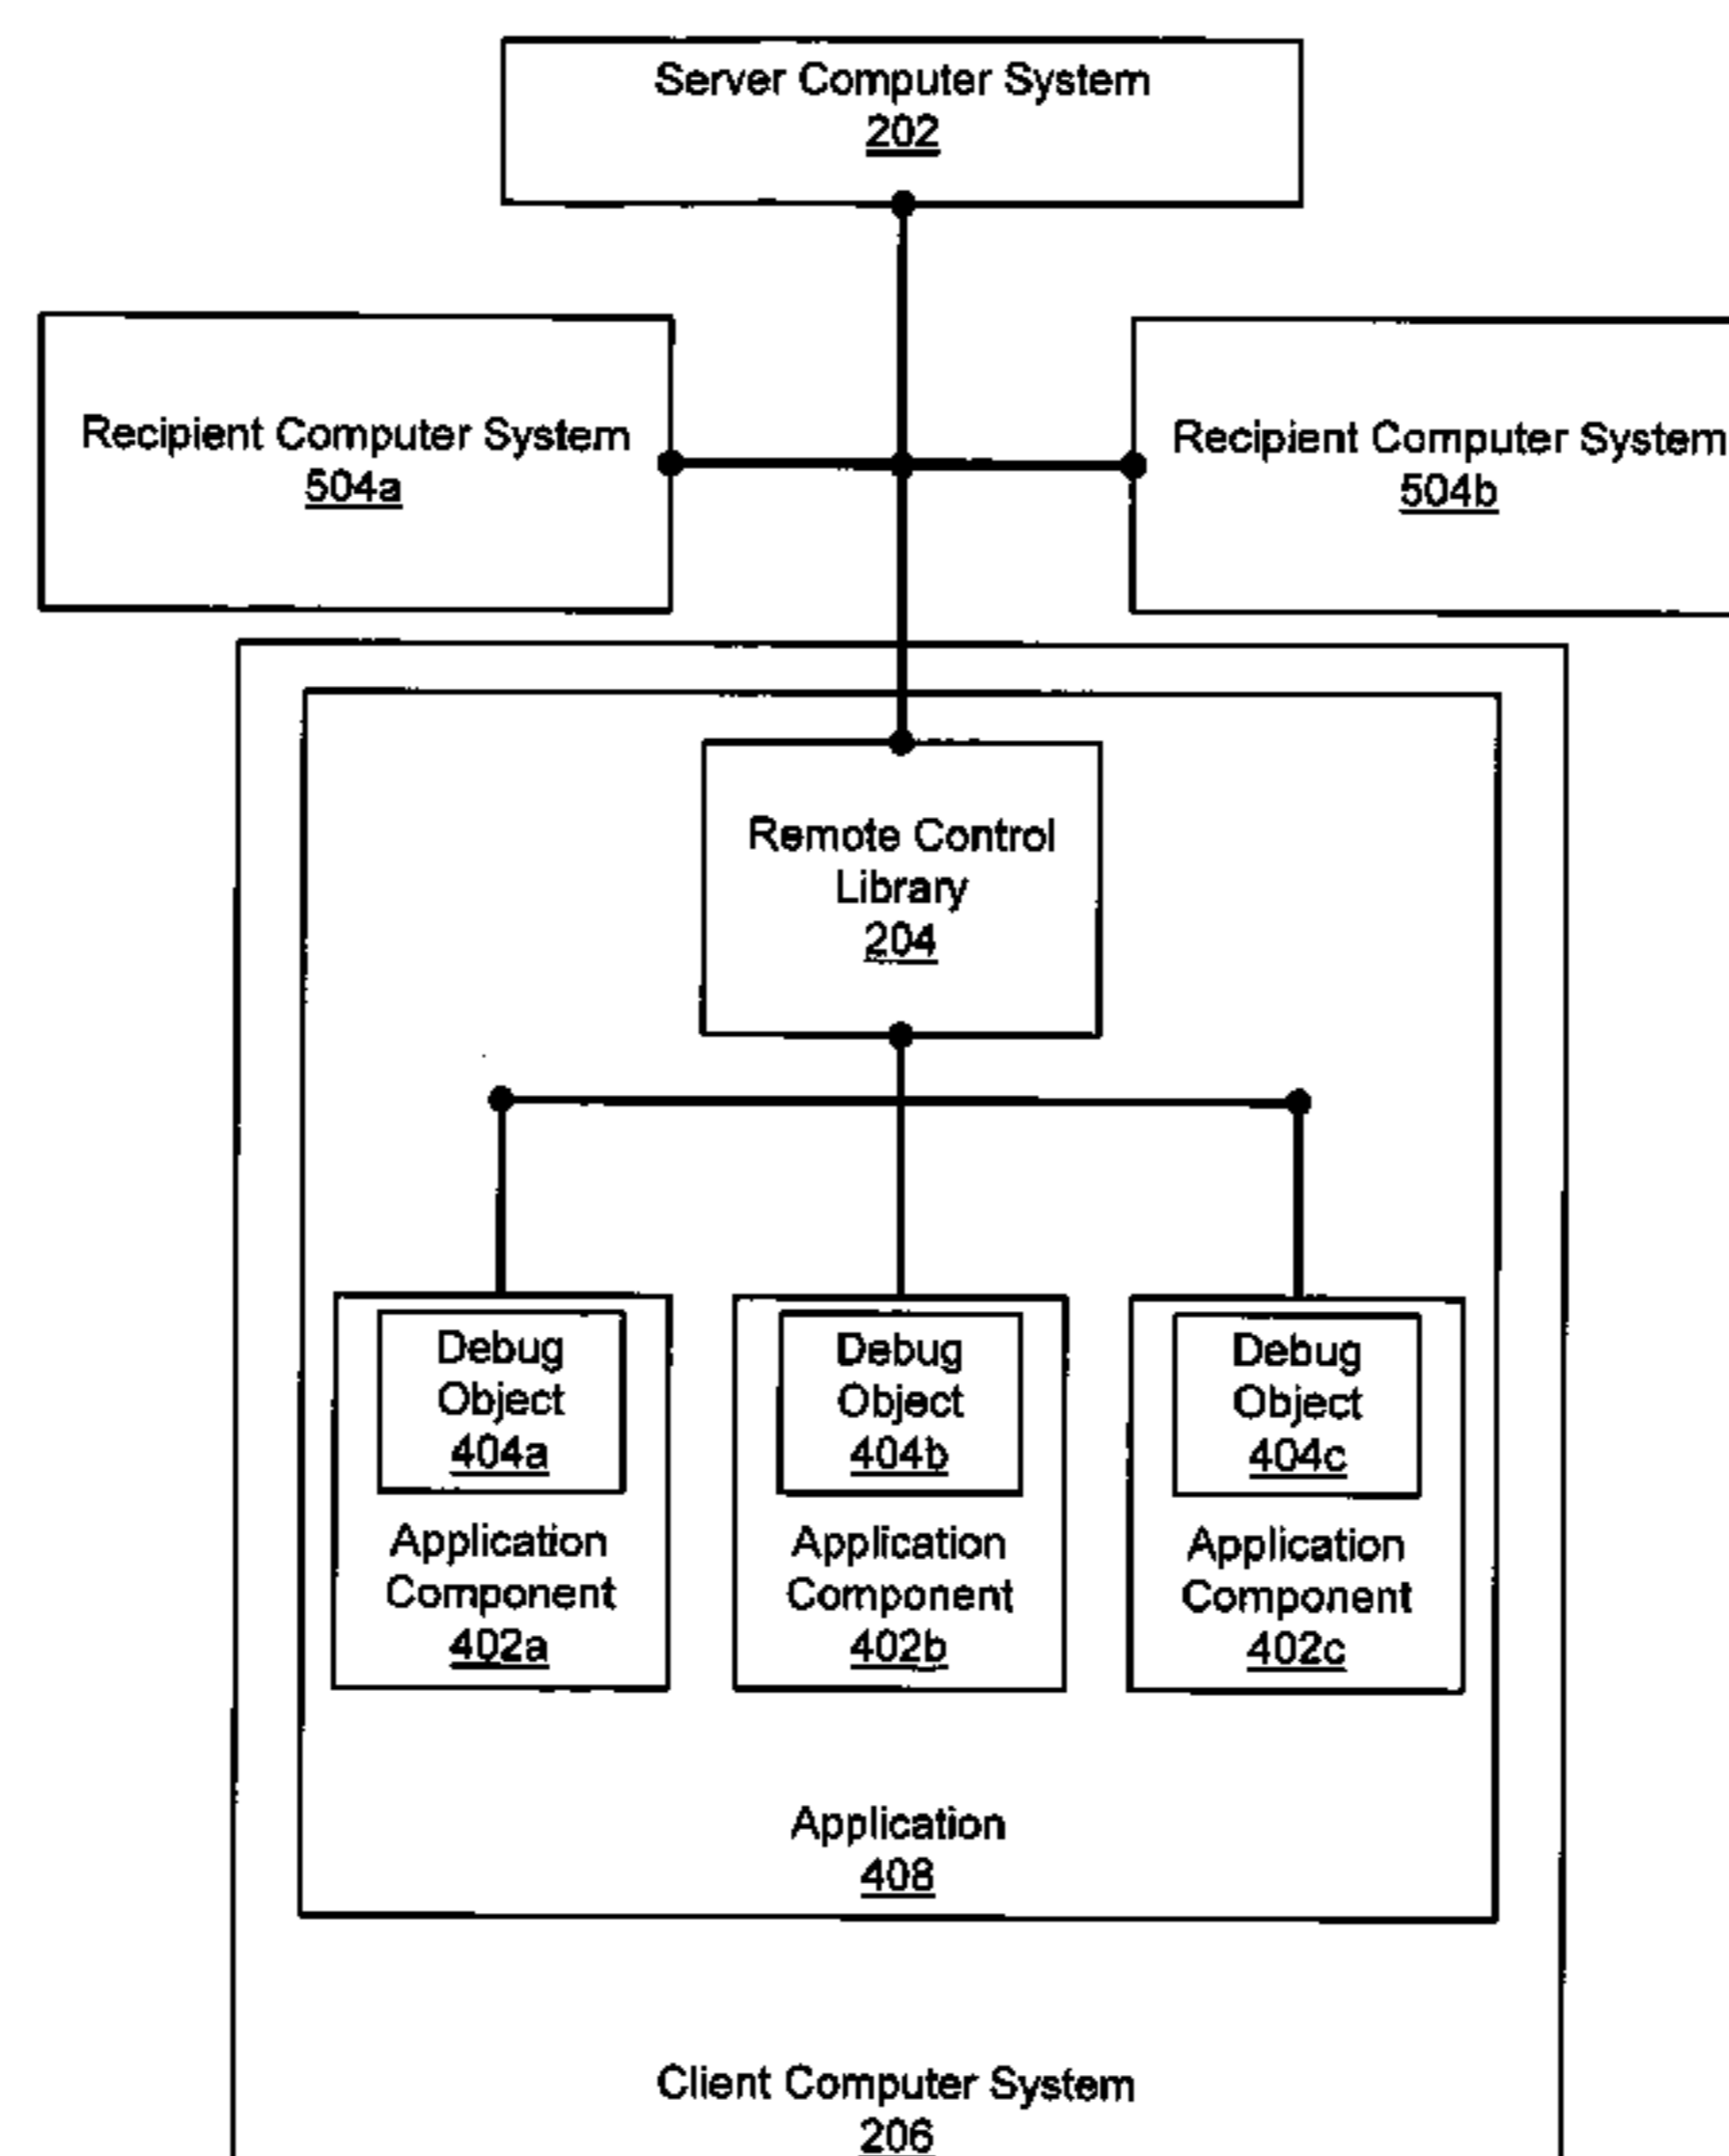 Server Computer System
202
Recipient Computer System
504a
Recipient Computer System
504b
Remote Control
Library
204
Debug
Object
404a
Application
Component
402a
Debug
Object
404b
Application
Component
402b
Debug
Object
404c
Application
Component
402c
Application
408
Client Computer System
206